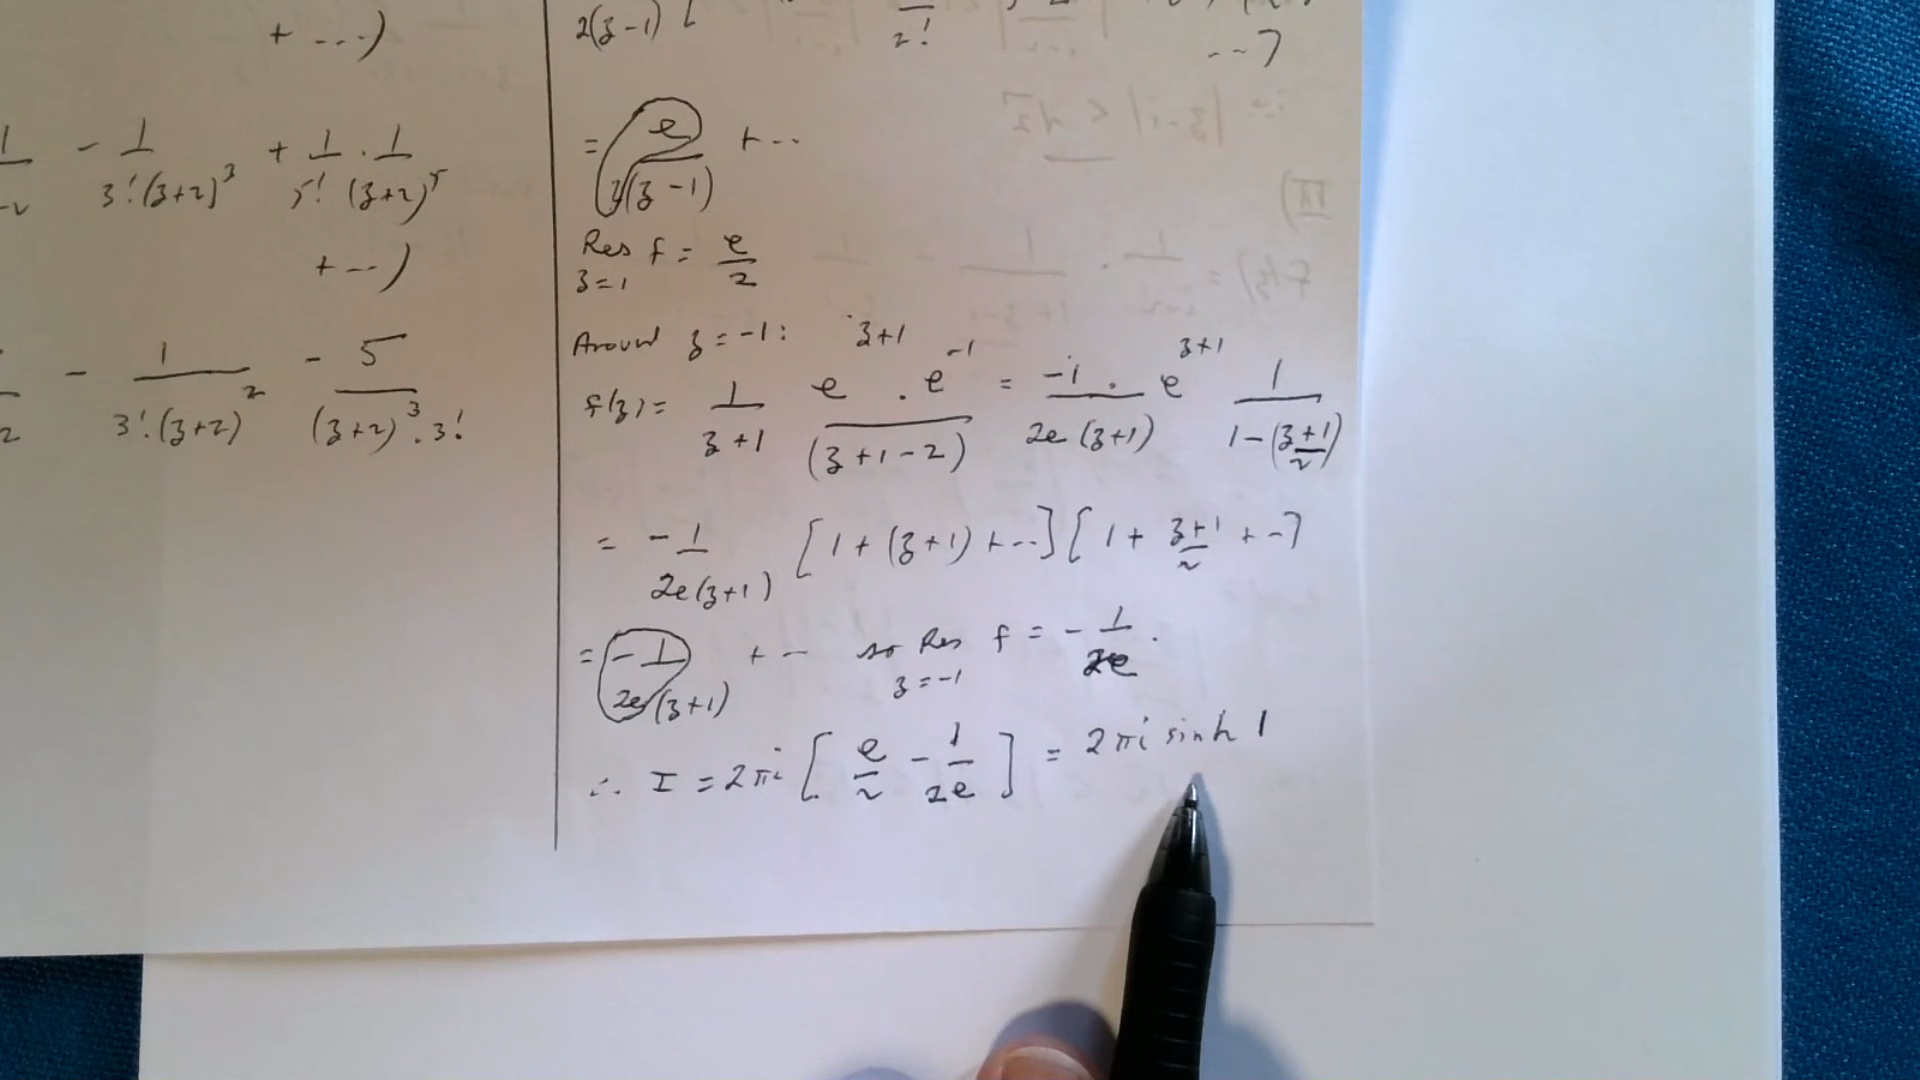 + ...)
- 1/(3!(z+2)^3) + 1/5! . 1/(z+2)^5
+ ...)
- 1/(3!.(z+2)^2) - 5/((z+2)^3 . 3!)
2(z-1) [ 2! ...]
= e/(2(z-1)) + ...
Res f = e/2
z=1
Around z = -1:
f(z) = 1/(z+1) e^(z+1) . e^-1/(z+1-2) = -1/(2e(z+1)) . e^(z+1) 1/(1-(z+1)/2)
= -1/(2e(z+1)) [1 + (z+1) + ...] [1 + (z+1)/2 + ...]
= -1/(2e(z+1)) + ... so Res f = - 1/2e .
z=-1
∴ I = 2πi [ e/2 - 1/2e ] = 2πi sinh 1